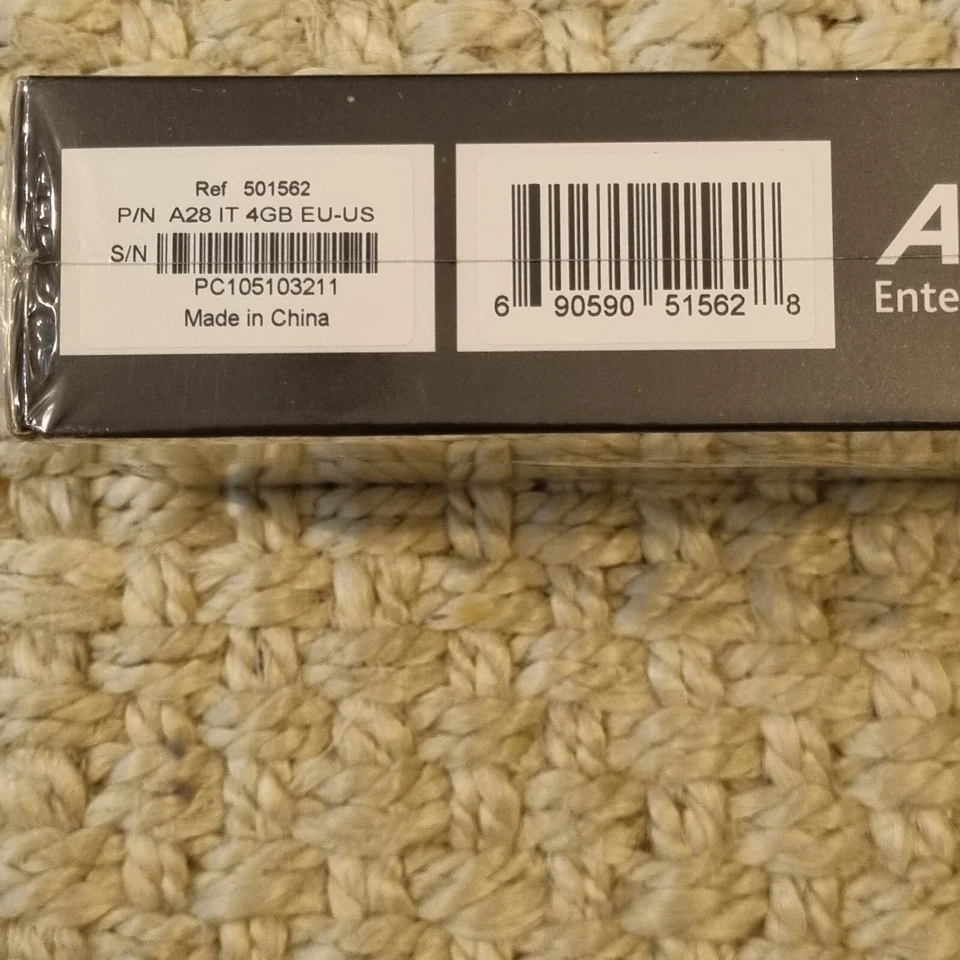 Ref 501562
P/N A28 IT 4GB EU-US
S/N
PC105103211
Made in China
6 90590 51562 8
A
Ente